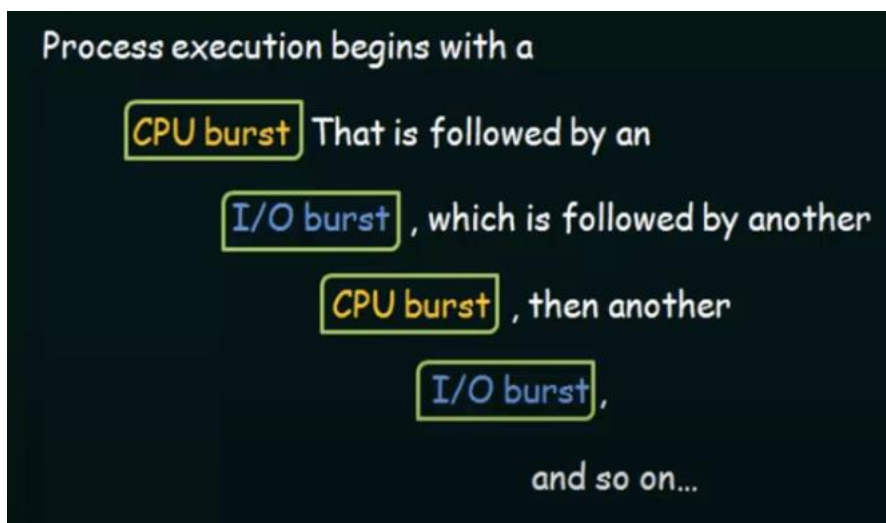 Process execution begins with a
CPU burst That is followed by an
I/O burst , which is followed by another
CPU burst , then another
I/O burst ,
and so on...